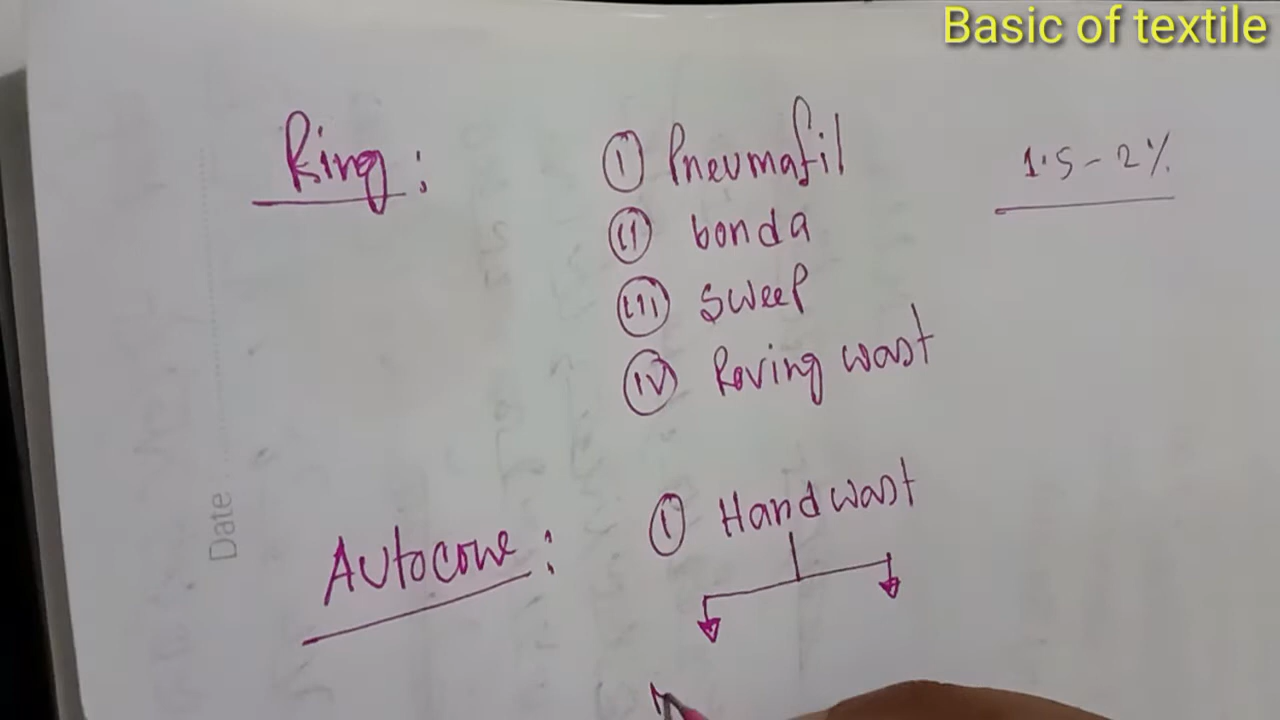 Basic of textile
Ring : (i) Pneumafil 1.5 - 2%
(ii) bonda
(iii) sweep
(iv) Roving wast
Autocone : (i) Hand wast
Date :